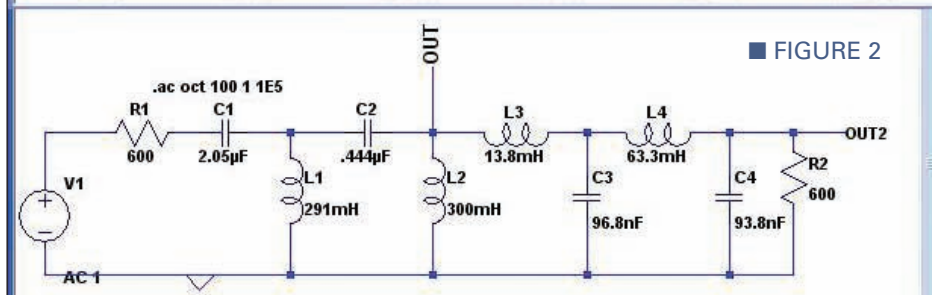 OUT
■ FIGURE 2
.ac oct 100 1 1E5
R1
C1
C2
L3
L4
OUT2
600
2.05µF
.444µF
13.8mH
63.3mH
V1
L1
L2
C3
C4
R2
291mH
300mH
600
96.8nF
93.8nF
AC 1